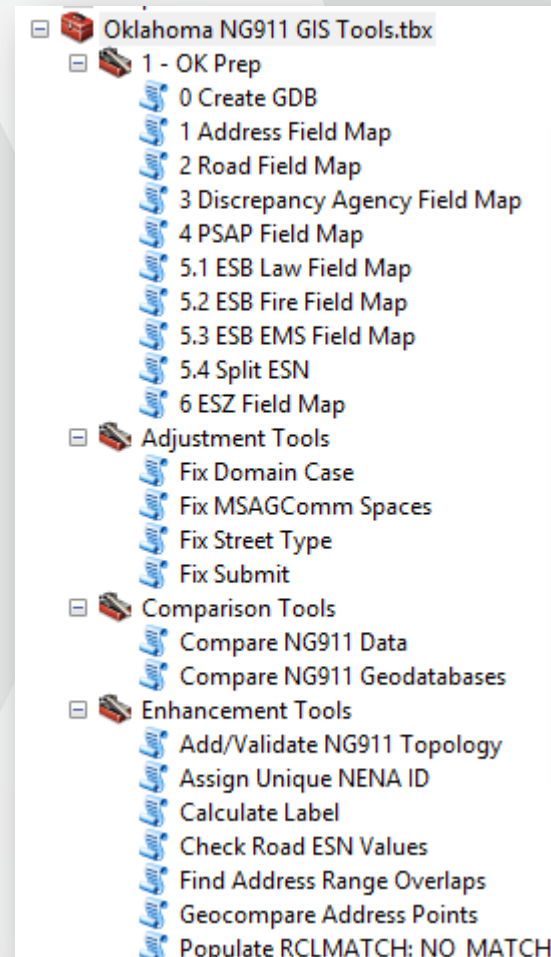 Oklahoma NG911 GIS Tools.tbx
1 - OK Prep
0 Create GDB
1 Address Field Map
2 Road Field Map
3 Discrepancy Agency Field Map
4 PSAP Field Map
5.1 ESB Law Field Map
5.2 ESB Fire Field Map
5.3 ESB EMS Field Map
5.4 Split ESN
6 ESZ Field Map
Adjustment Tools
Fix Domain Case
Fix MSAGComm Spaces
Fix Street Type
Fix Submit
Comparison Tools
Compare NG911 Data
Compare NG911 Geodatabases
Enhancement Tools
Add/Validate NG911 Topology
Assign Unique NENA ID
Calculate Label
Check Road ESN Values
Find Address Range Overlaps
Geocompare Address Points
Populate RCLMATCH: NO_MATCH